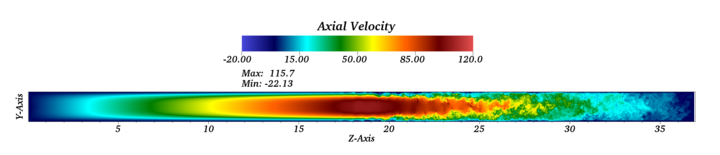 Axial Velocity
-20.00 15.00 50.00 85.00 120.0
Max: 115.7
Min: -22.13
Y-Axis
5 10 15 20 25 30 35
Z-Axis